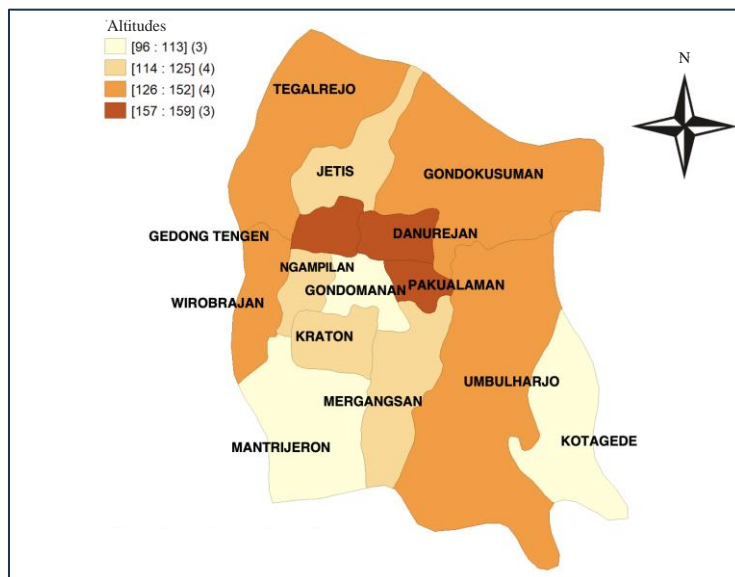 Altitudes
[96 : 113] (3)
[114 : 125] (4)
[126 : 152] (4)
[157 : 159] (3)
N
TEGALREJO
JETIS
GONDOKUSUMAN
GEDONG TENGEN
DANUREJAN
NGAMPILAN
GONDOMANAN
PAKUALAMAN
WIROBRAJAN
KRATON
UMBULHARJO
MERGANGSAN
MANTRIJERON
KOTAGEDE